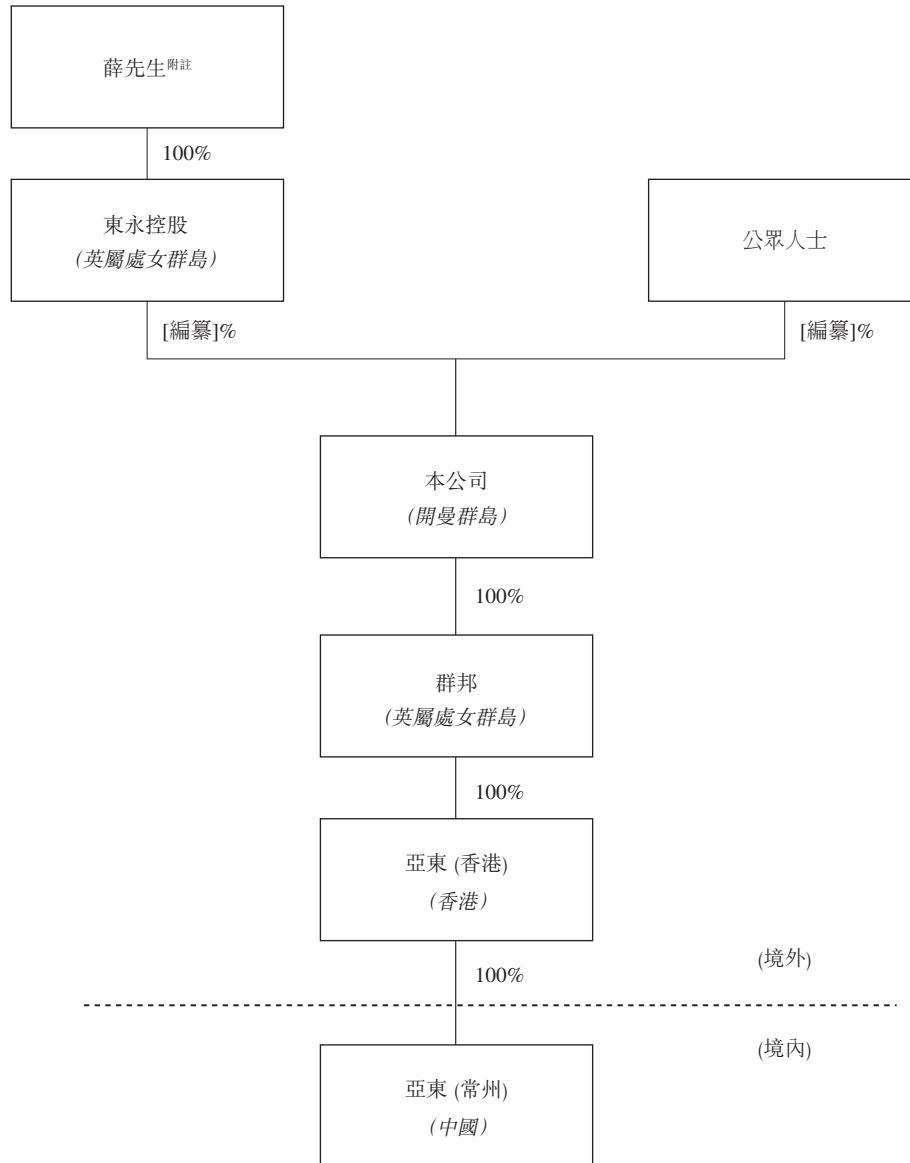 薛先生附註
100%
東永控股
(英屬處女群島)
公眾人士
[編纂]%
[編纂]%
本公司
(開曼群島)
100%
群邦
(英屬處女群島)
100%
亞東 (香港)
(香港)
100%
(境外)
(境內)
亞東 (常州)
(中國)